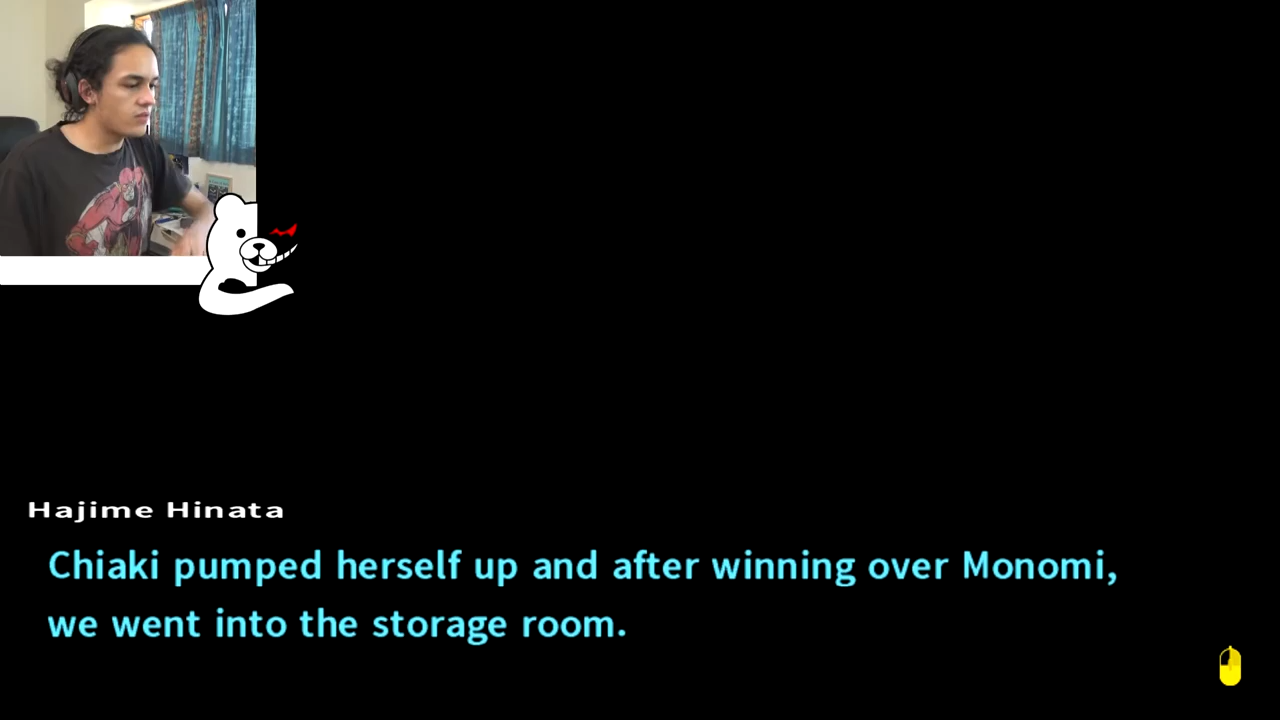 Hajime Hinata
Chiaki pumped herself up and after winning over Monomi,
we went into the storage room.